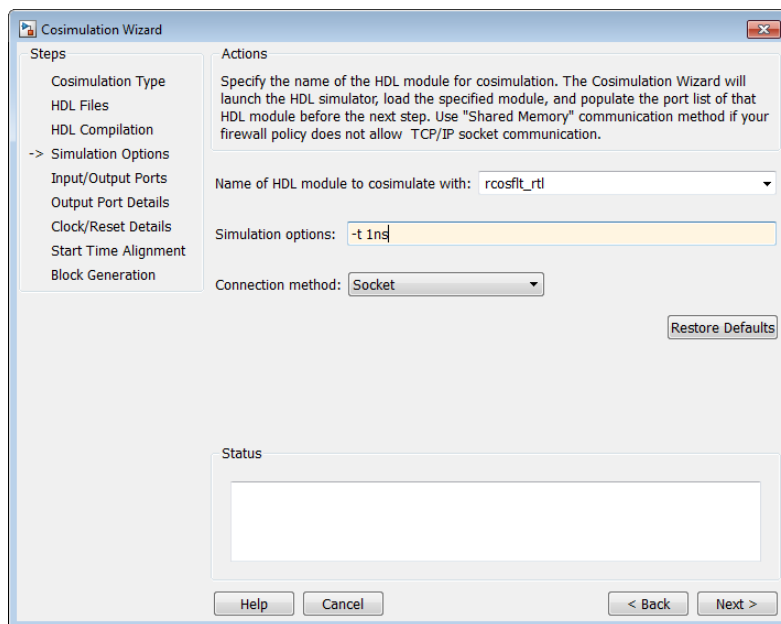 Cosimulation Wizard
Steps
Cosimulation Type
HDL Files
HDL Compilation
-> Simulation Options
Input/Output Ports
Output Port Details
Clock/Reset Details
Start Time Alignment
Block Generation
Actions
Specify the name of the HDL module for cosimulation. The Cosimulation Wizard will
launch the HDL simulator, load the specified module, and populate the port list of that
HDL module before the next step. Use "Shared Memory" communication method if your
firewall policy does not allow TCP/IP socket communication.
Name of HDL module to cosimulate with: rcosflt_rtl
Simulation options: -t 1ns
Connection method: Socket
Restore Defaults
Status
Help Cancel < Back Next >